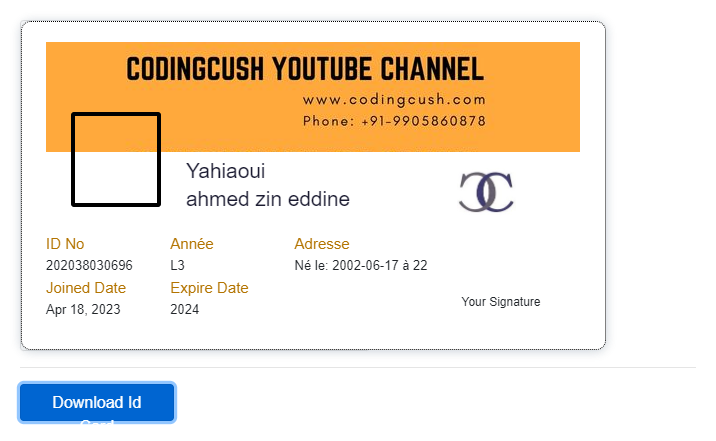 CODINGCUSH YOUTUBE CHANNEL
www.codingcush.com
Phone: +91-9905860878
Yahiaoui
ahmed zin eddine
ID No Année Adresse
202038030696 L3 Né le: 2002-06-17 à 22
Joined Date Expire Date
Apr 18, 2023 2024
Your Signature
Download Id